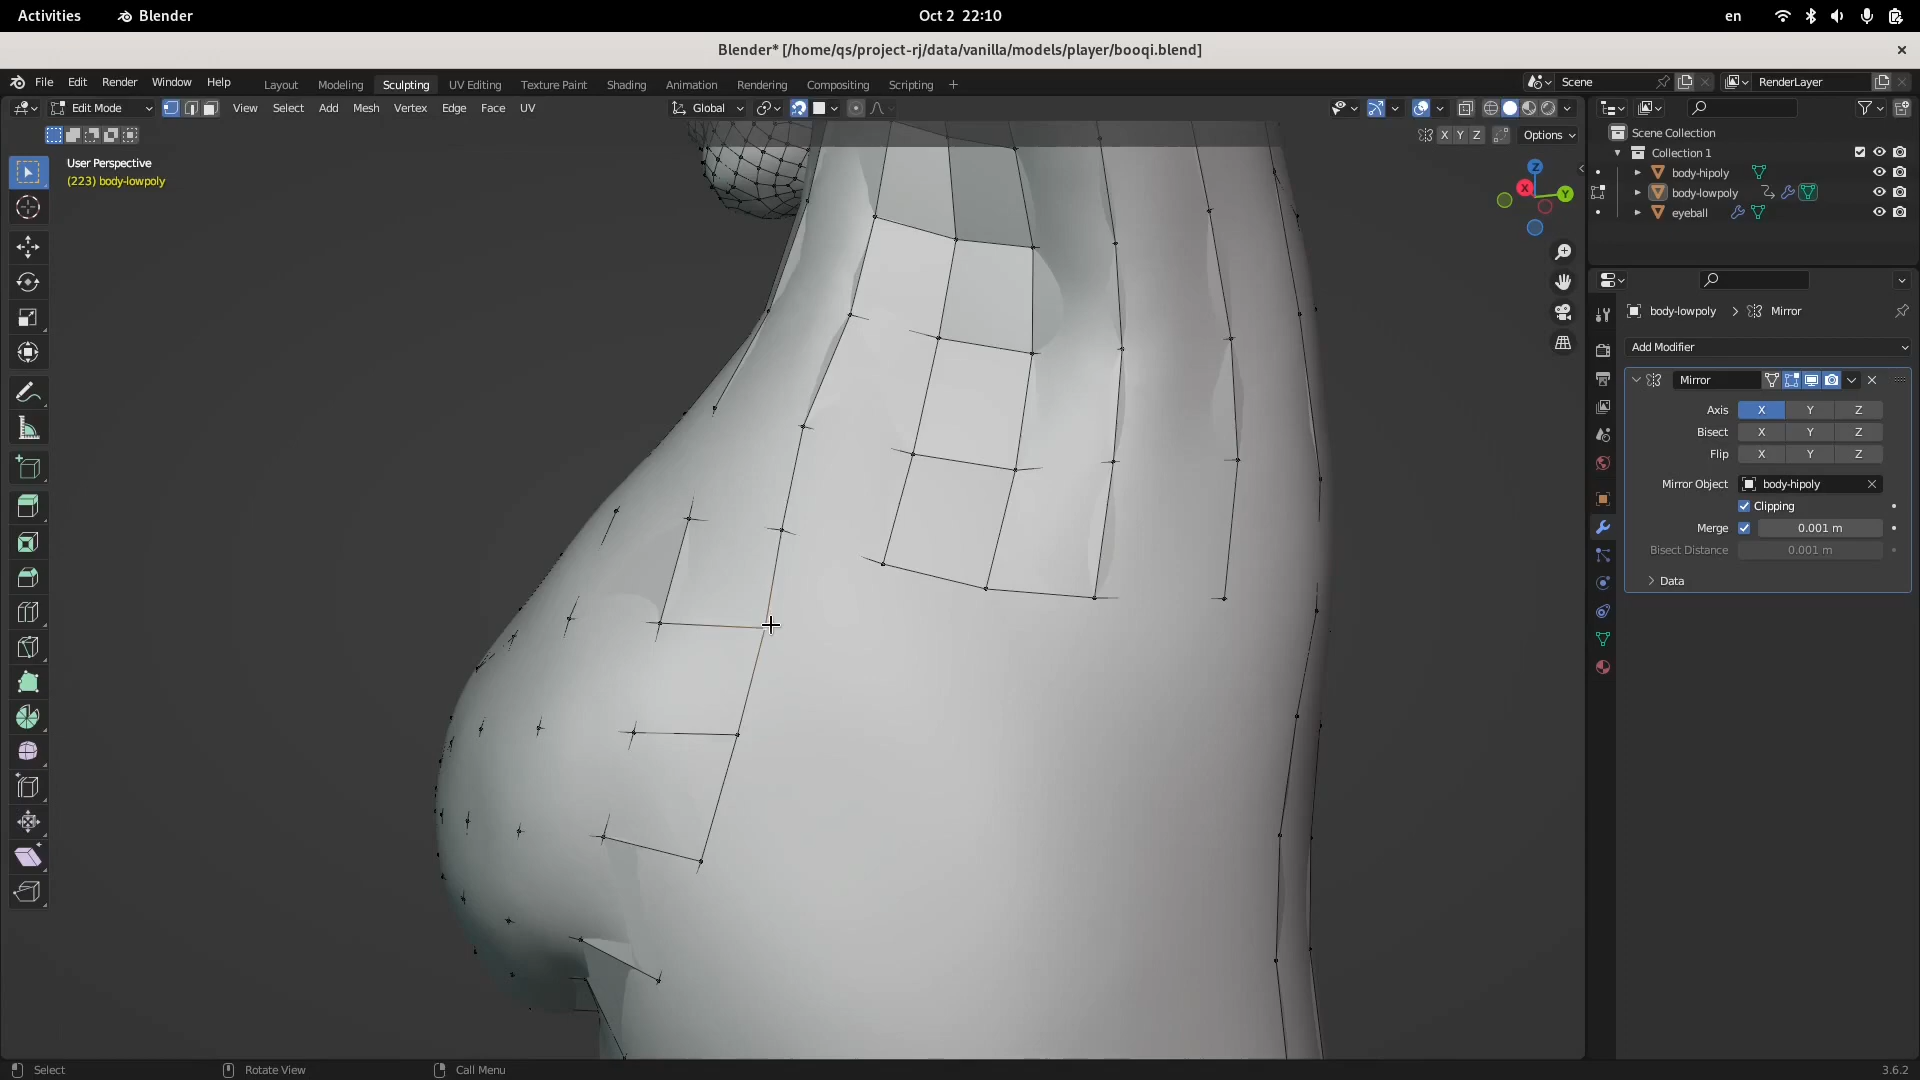 Activities Blender Oct 2 22:10 en
Blender* [/home/qs/project-rj/data/vanilla/models/player/booqi.blend]
File Edit Render Window Help Layout Modeling Sculpting UV Editing Texture Paint Shading Animation Rendering Compositing Scripting + Scene RenderLayer
Edit Mode View Select Add Mesh Vertex Edge Face UV Global
X Y Z Options
User Perspective
(223) body-lowpoly
Z
X
Y
Scene Collection
Collection 1
body-hipoly
body-lowpoly
eyeball
body-lowpoly > Mirror
Add Modifier
Mirror
Axis X Y Z
Bisect X Y Z
Flip X Y Z
Mirror Object body-hipoly
Clipping
Merge 0.001 m
Bisect Distance 0.001 m
Data
Select Rotate View Call Menu 3.6.2